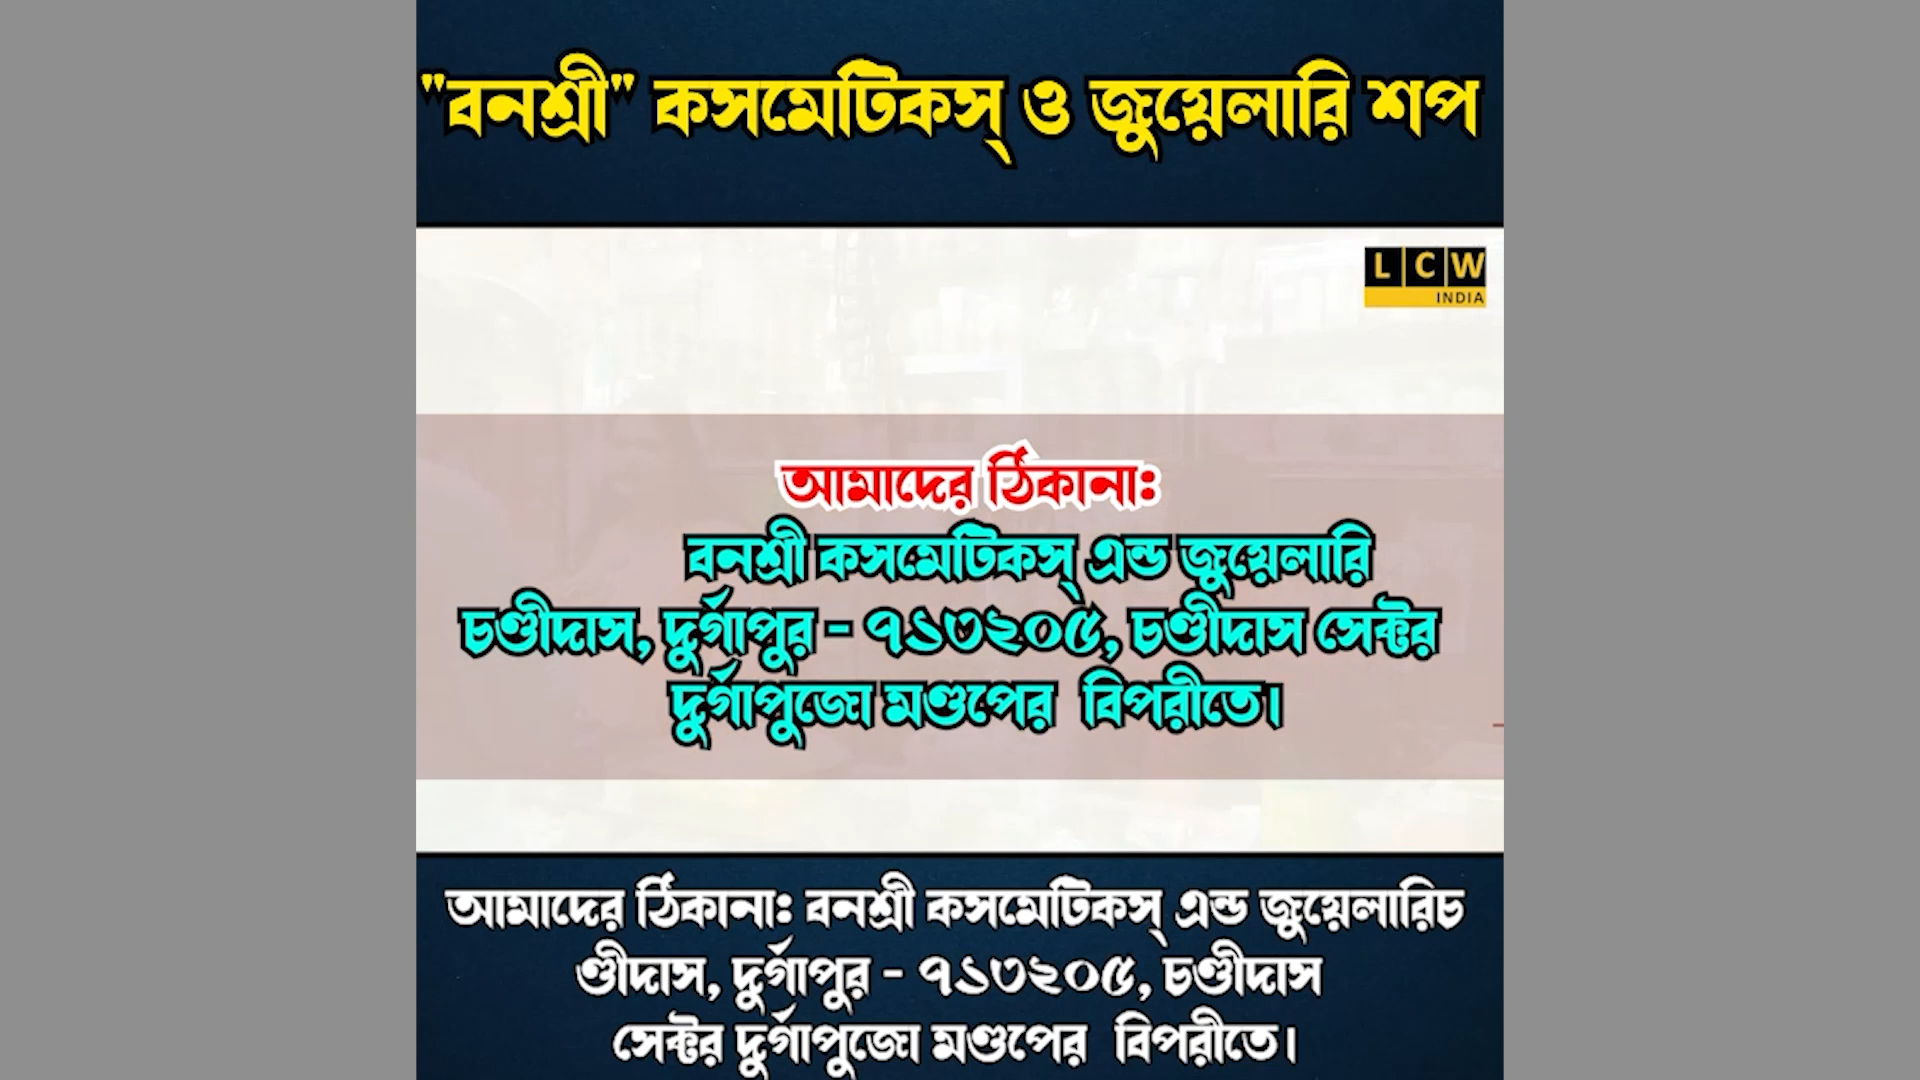 "বনশ্রী" কসমেটিকস্ ও জুয়েলারি শপ
L C W
INDIA
আমাদের ঠিকানাঃ
বনশ্রী কসমেটিকস্ এন্ড জুয়েলারি
চণ্ডীদাস, দুর্গাপুর - ৭১৩২০৫, চণ্ডীদাস সেক্টর
দুর্গাপুজো মণ্ডপের বিপরীতে।
আমাদের ঠিকানাঃ বনশ্রী কসমেটিকস্ এন্ড জুয়েলারিচ
ণ্ডীদাস, দুর্গাপুর - ৭১৩২০৫, চণ্ডীদাস
সেক্টর দুর্গাপুজো মণ্ডপের বিপরীতে।